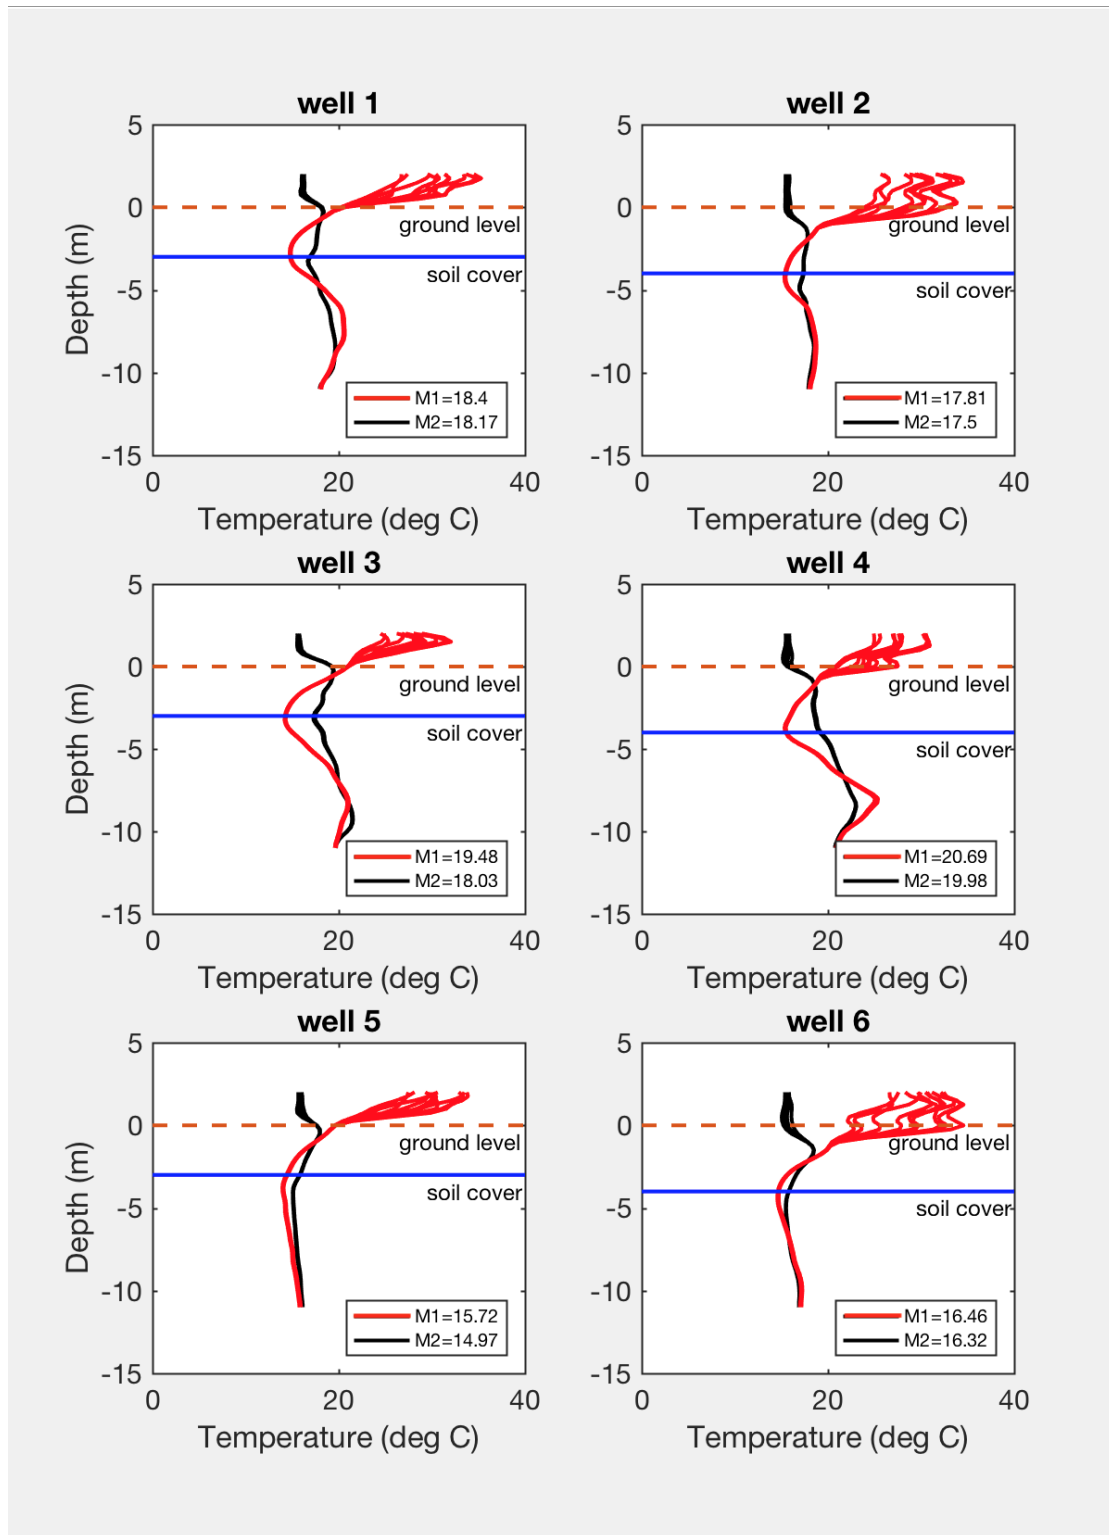 well 1
5
0
-5
-10
-15
Depth (m)
ground level
soil cover
M1=18.4
M2=18.17
0
20
40
Temperature (deg C)
well 2
5
0
-5
-10
-15
ground level
soil cover
M1=17.81
M2=17.5
0
20
40
Temperature (deg C)
well 3
5
0
-5
-10
-15
Depth (m)
ground level
soil cover
M1=19.48
M2=18.03
0
20
40
Temperature (deg C)
well 4
5
0
-5
-10
-15
ground level
soil cover
M1=20.69
M2=19.98
0
20
40
Temperature (deg C)
well 5
5
0
-5
-10
-15
Depth (m)
ground level
soil cover
M1=15.72
M2=14.97
0
20
40
Temperature (deg C)
well 6
5
0
-5
-10
-15
ground level
soil cover
M1=16.46
M2=16.32
0
20
40
Temperature (deg C)